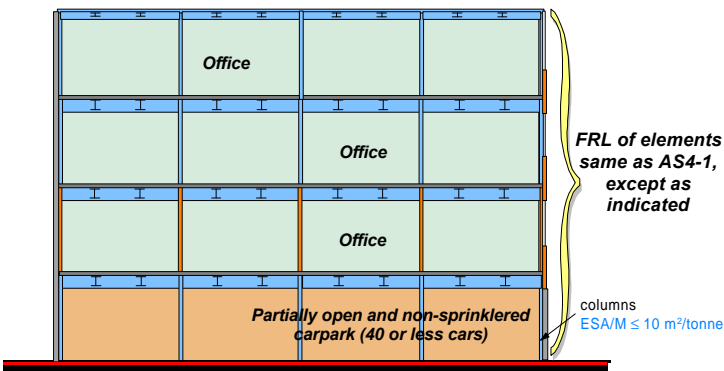 Office
Office
Office
FRL of elements
same as AS4-1,
except as
indicated
Partially open and non-sprinklered
carpark (40 or less cars)
columns
ESA/M ≤ 10 m²/tonne